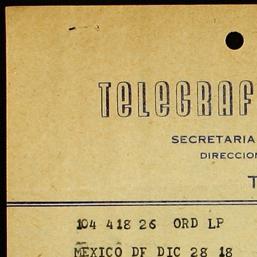 TELEGRAF
SECRETARIA
DIRECCION
T
104 418 26 ORD LP
MEXICO DF DIC 28 18